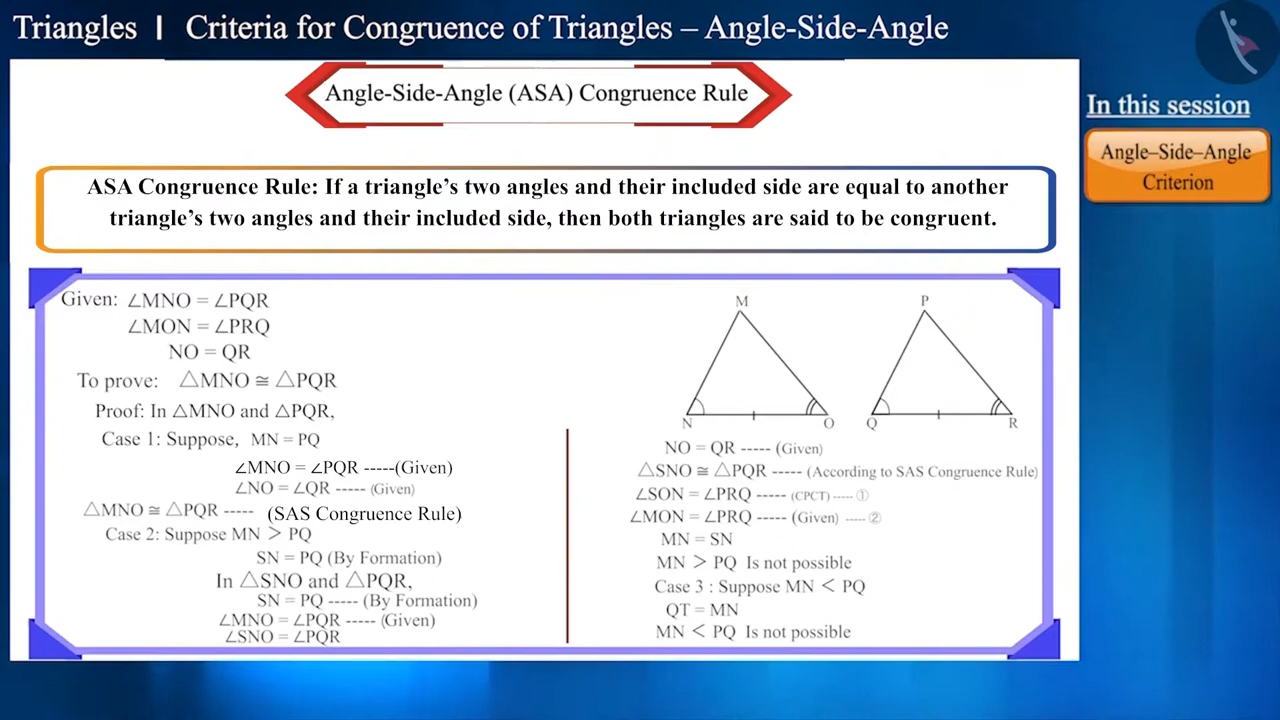 Triangles | Criteria for Congruence of Triangles – Angle-Side-Angle
Angle-Side-Angle (ASA) Congruence Rule
In this session
Angle–Side–Angle
Criterion
ASA Congruence Rule: If a triangle’s two angles and their included side are equal to another
triangle’s two angles and their included side, then both triangles are said to be congruent.
Given: ∠MNO = ∠PQR
∠MON = ∠PRQ
NO = QR
To prove: △MNO ≅ △PQR
Proof: In △MNO and △PQR,
Case 1: Suppose, MN = PQ
∠MNO = ∠PQR -----(Given)
∠NO = ∠QR ----- (Given)
△MNO ≅ △PQR ----- (SAS Congruence Rule)
Case 2: Suppose MN > PQ
SN = PQ (By Formation)
In △SNO and △PQR,
SN = PQ ----- (By Formation)
∠MNO = ∠PQR ----- (Given)
∠SNO = ∠PQR
M P
N O Q R
NO = QR ----- (Given)
△SNO ≅ △PQR ----- (According to SAS Congruence Rule)
∠SON = ∠PRQ ----- (CPCT) ----- ①
∠MON = ∠PRQ ----- (Given) ----- ②
MN = SN
MN > PQ Is not possible
Case 3 : Suppose MN < PQ
QT = MN
MN < PQ Is not possible